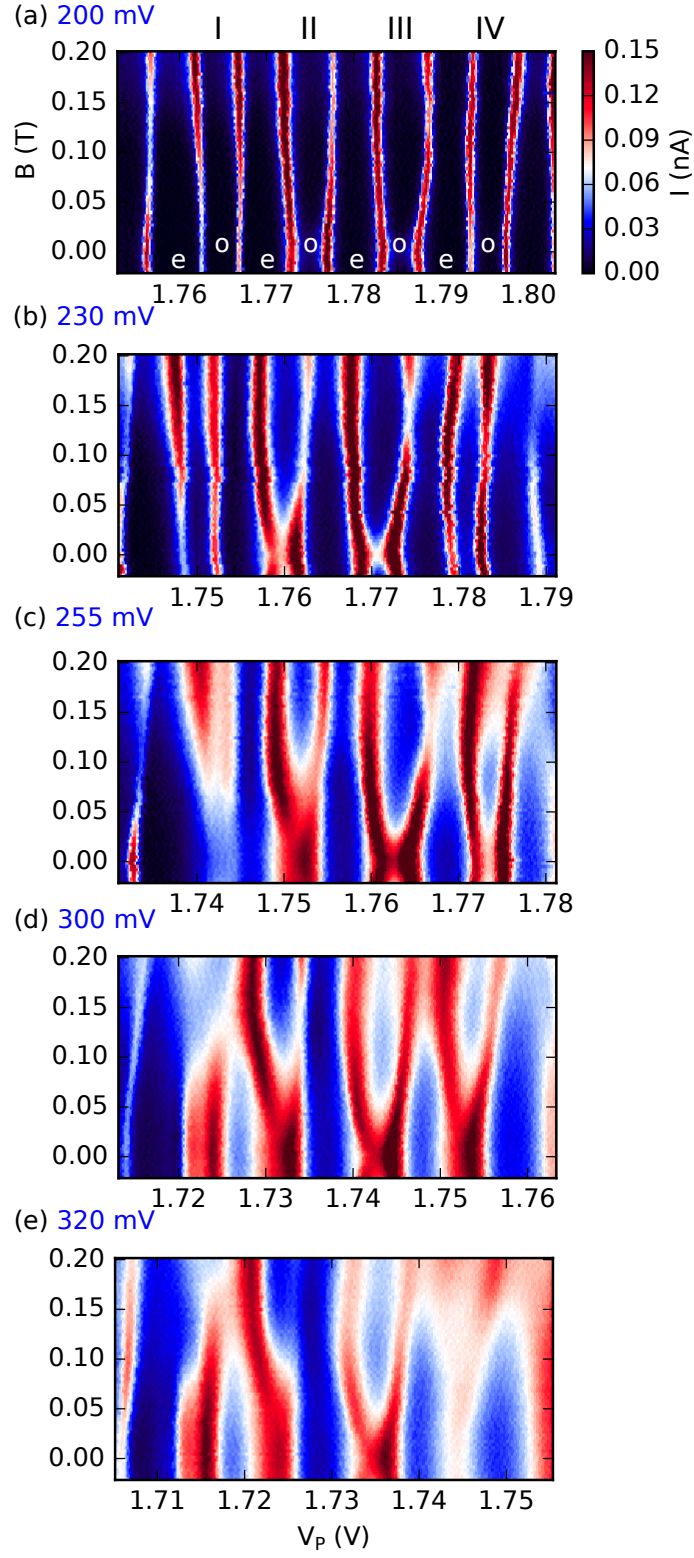 (a) 200 mV
I II III IV
0.20
0.15
0.10
0.05
0.00
B (T)
e o e o e o e o
1.76 1.77 1.78 1.79 1.80
0.15
0.12
0.09
0.06
0.03
0.00
I (nA)
(b) 230 mV
0.20
0.15
0.10
0.05
0.00
1.75 1.76 1.77 1.78 1.79
(c) 255 mV
0.20
0.15
0.10
0.05
0.00
1.74 1.75 1.76 1.77 1.78
(d) 300 mV
0.20
0.15
0.10
0.05
0.00
1.72 1.73 1.74 1.75 1.76
(e) 320 mV
0.20
0.15
0.10
0.05
0.00
1.71 1.72 1.73 1.74 1.75
V_P (V)